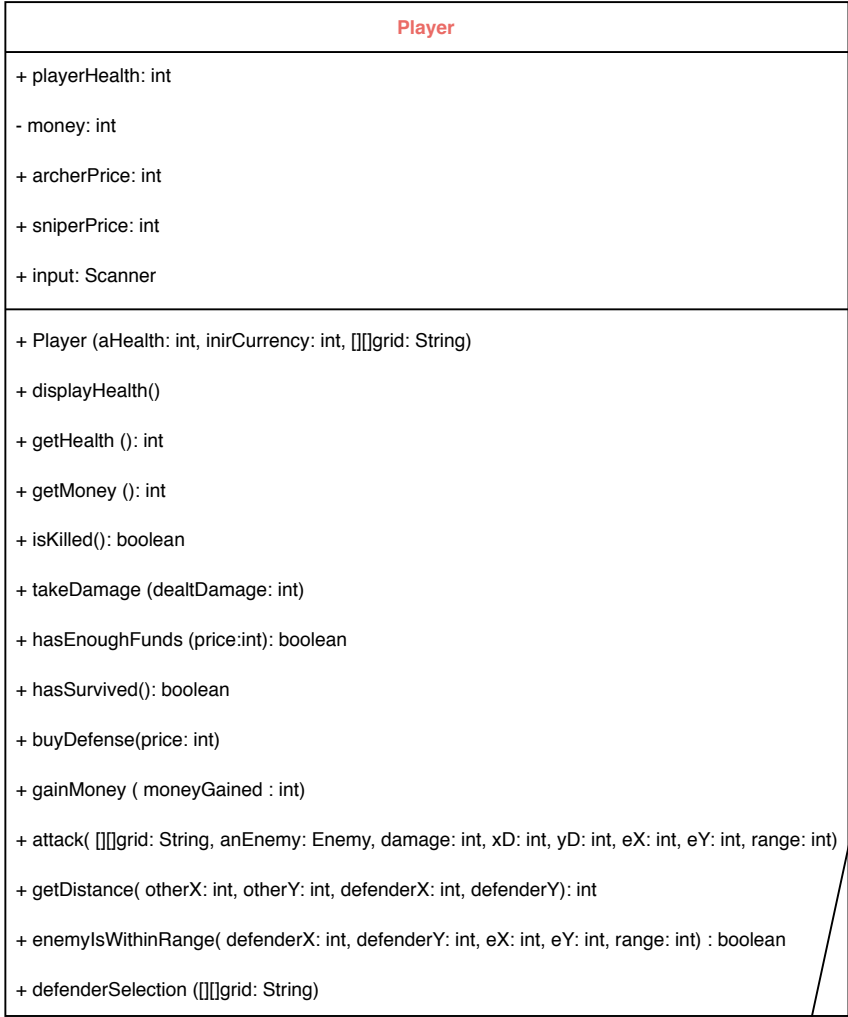 Player
+ playerHealth: int
- money: int
+ archerPrice: int
+ sniperPrice: int
+ input: Scanner
+ Player (aHealth: int, inirCurrency: int, [][]grid: String)
+ displayHealth()
+ getHealth (): int
+ getMoney (): int
+ isKilled(): boolean
+ takeDamage (dealtDamage: int)
+ hasEnoughFunds (price:int): boolean
+ hasSurvived(): boolean
+ buyDefense(price: int)
+ gainMoney ( moneyGained : int)
+ attack( [][]grid: String, anEnemy: Enemy, damage: int, xD: int, yD: int, eX: int, eY: int, range: int)
+ getDistance( otherX: int, otherY: int, defenderX: int, defenderY): int
+ enemyIsWithinRange( defenderX: int, defenderY: int, eX: int, eY: int, range: int) : boolean
+ defenderSelection ([][]grid: String)